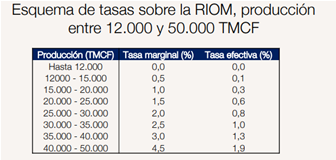 Esquema de tasas sobre la RIOM, producción
entre 12.000 y 50.000 TMCF
Producción (TMCF) Tasa marginal (%) Tasa efectiva (%)
Hasta 12.000 0,0 0,0
12000 - 15.000 0,5 0,1
15.000 - 20.000 1,0 0,3
20.000 - 25.000 1,5 0,6
25.000 - 30.000 2,0 0,8
30.000 - 35.000 2,5 1,0
35.000 - 40.000 3,0 1,3
40.000 - 50.000 4,5 1,9